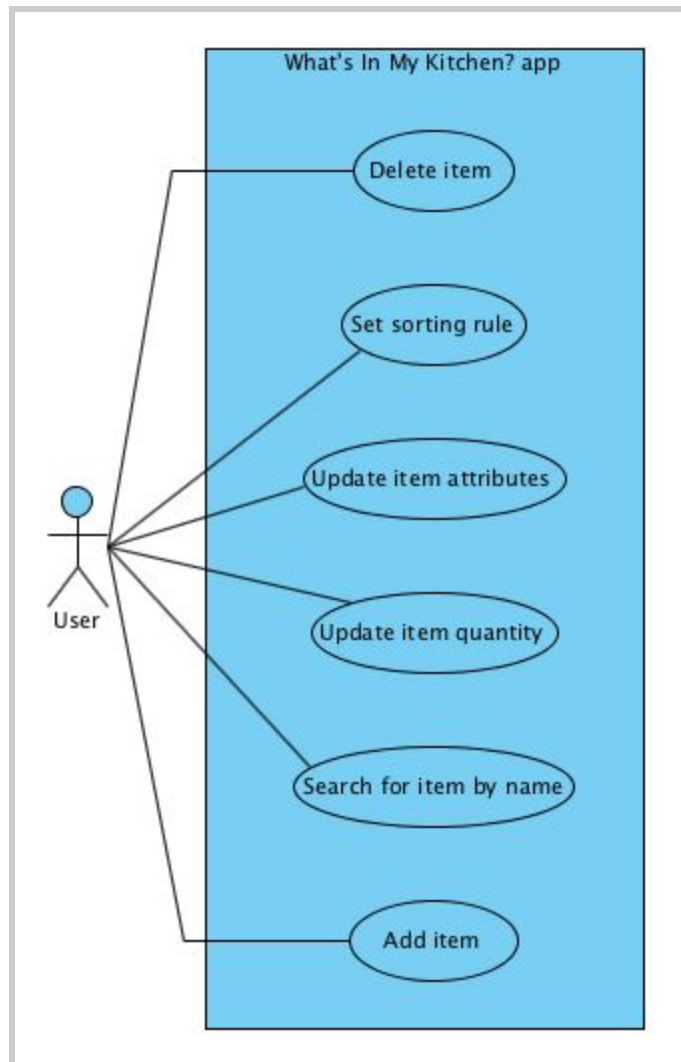 What's In My Kitchen? app
Delete item
Set sorting rule
Update item attributes
User
Update item quantity
Search for item by name
Add item